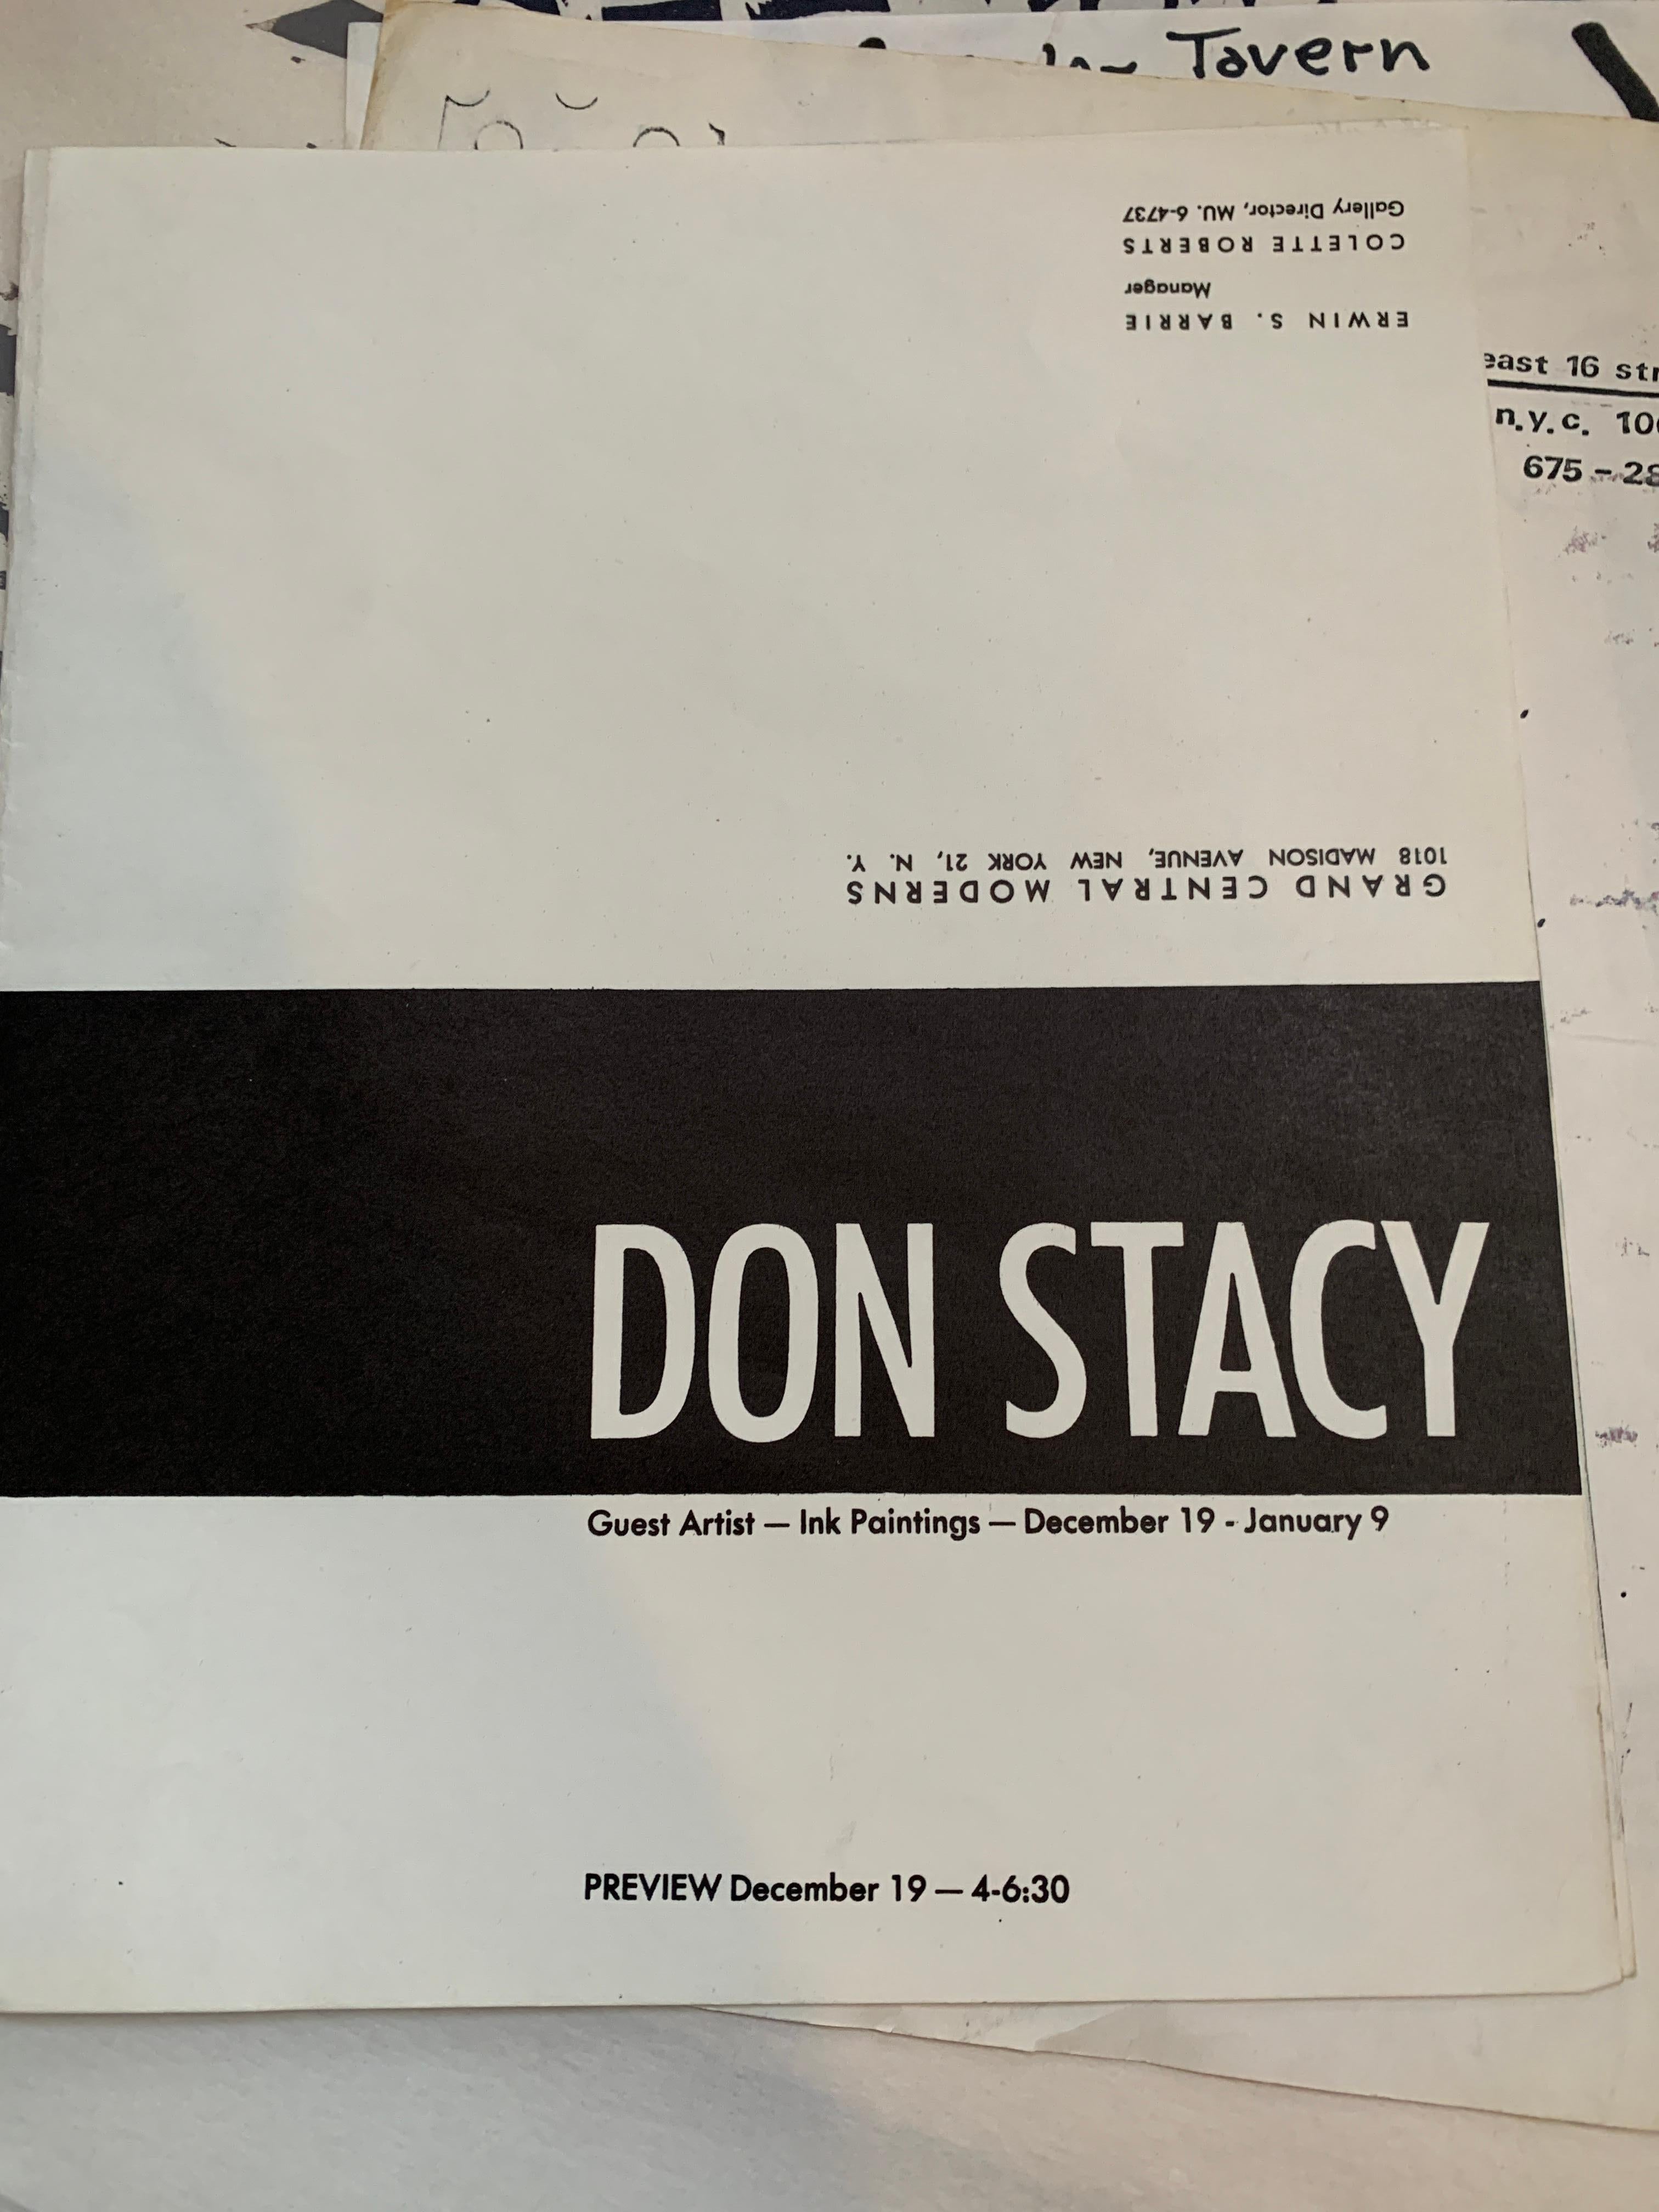 Tavern
east 16
n.y.c.
675 - 28
GRAND CENTRAL MODERNS
1018 MADISON AVENUE, NEW YORK 21, N. Y.
ERWIN S. BARRIE
Manager
COLETTE ROBERTS
Gallery Director, MU. 6-4737
DON STACY
Guest Artist — Ink Paintings — December 19 - January 9
PREVIEW December 19 — 4-6:30